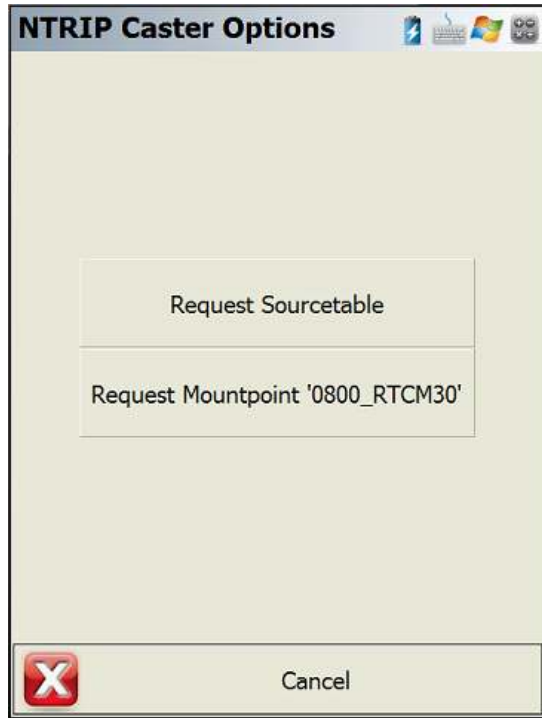 NTRIP Caster Options
Request Sourcetable
Request Mountpoint '0800_RTCM30'
Cancel